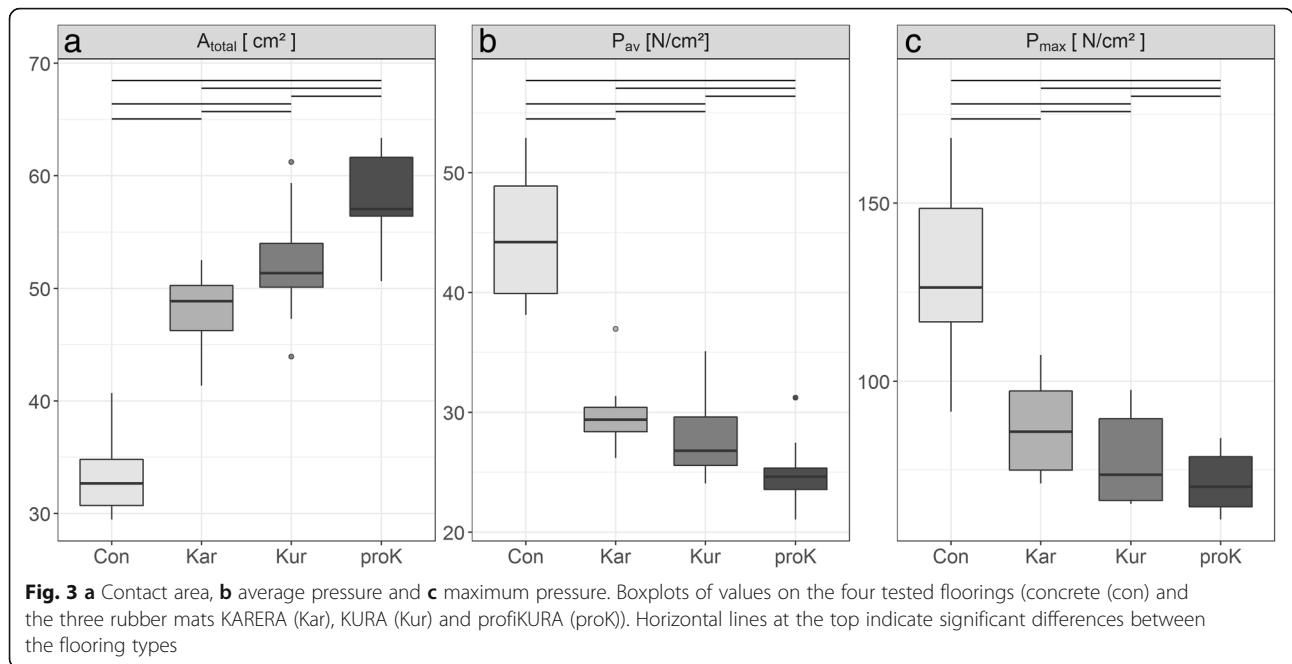 a A_total [ cm² ]
b P_av [N/cm²]
c P_max [ N/cm² ]
70
60
50
40
30
Con Kar Kur proK
50
40
30
20
Con Kar Kur proK
150
100
Con Kar Kur proK
Fig. 3 a Contact area, b average pressure and c maximum pressure. Boxplots of values on the four tested floorings (concrete (con) and
the three rubber mats KARERA (Kar), KURA (Kur) and profiKURA (proK)). Horizontal lines at the top indicate significant differences between
the flooring types